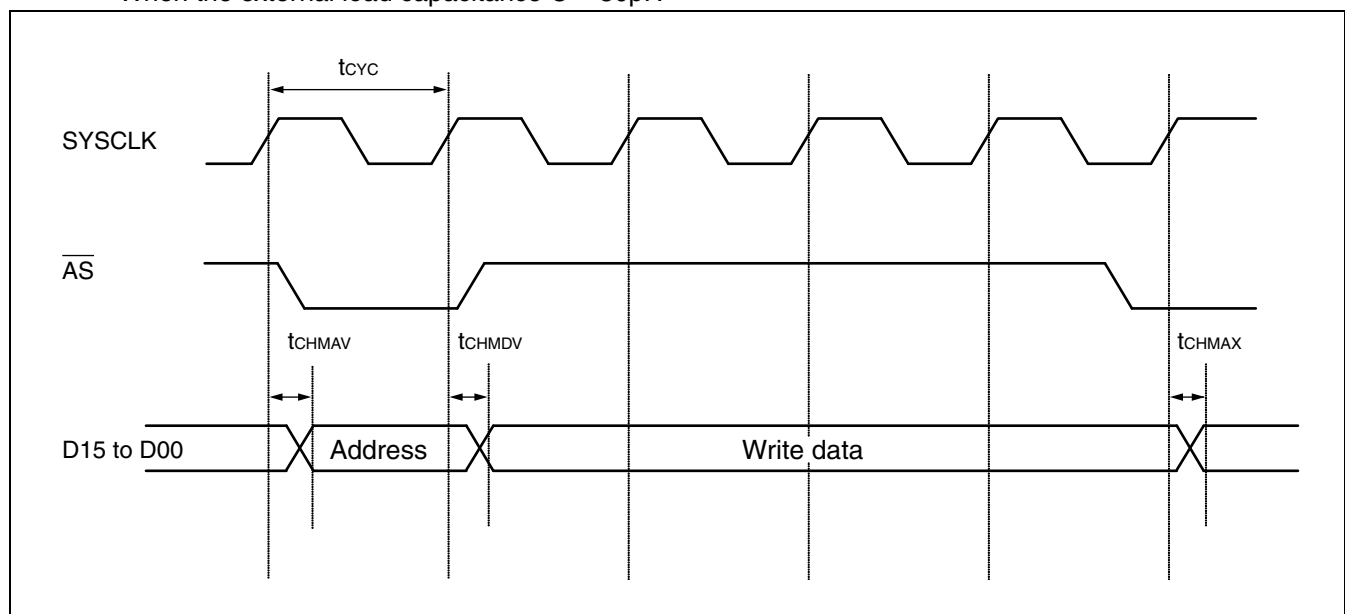 tCYC
SYSCLK
AS
tCHMAV tCHMDV tCHMAX
D15 to D00 Address Write data